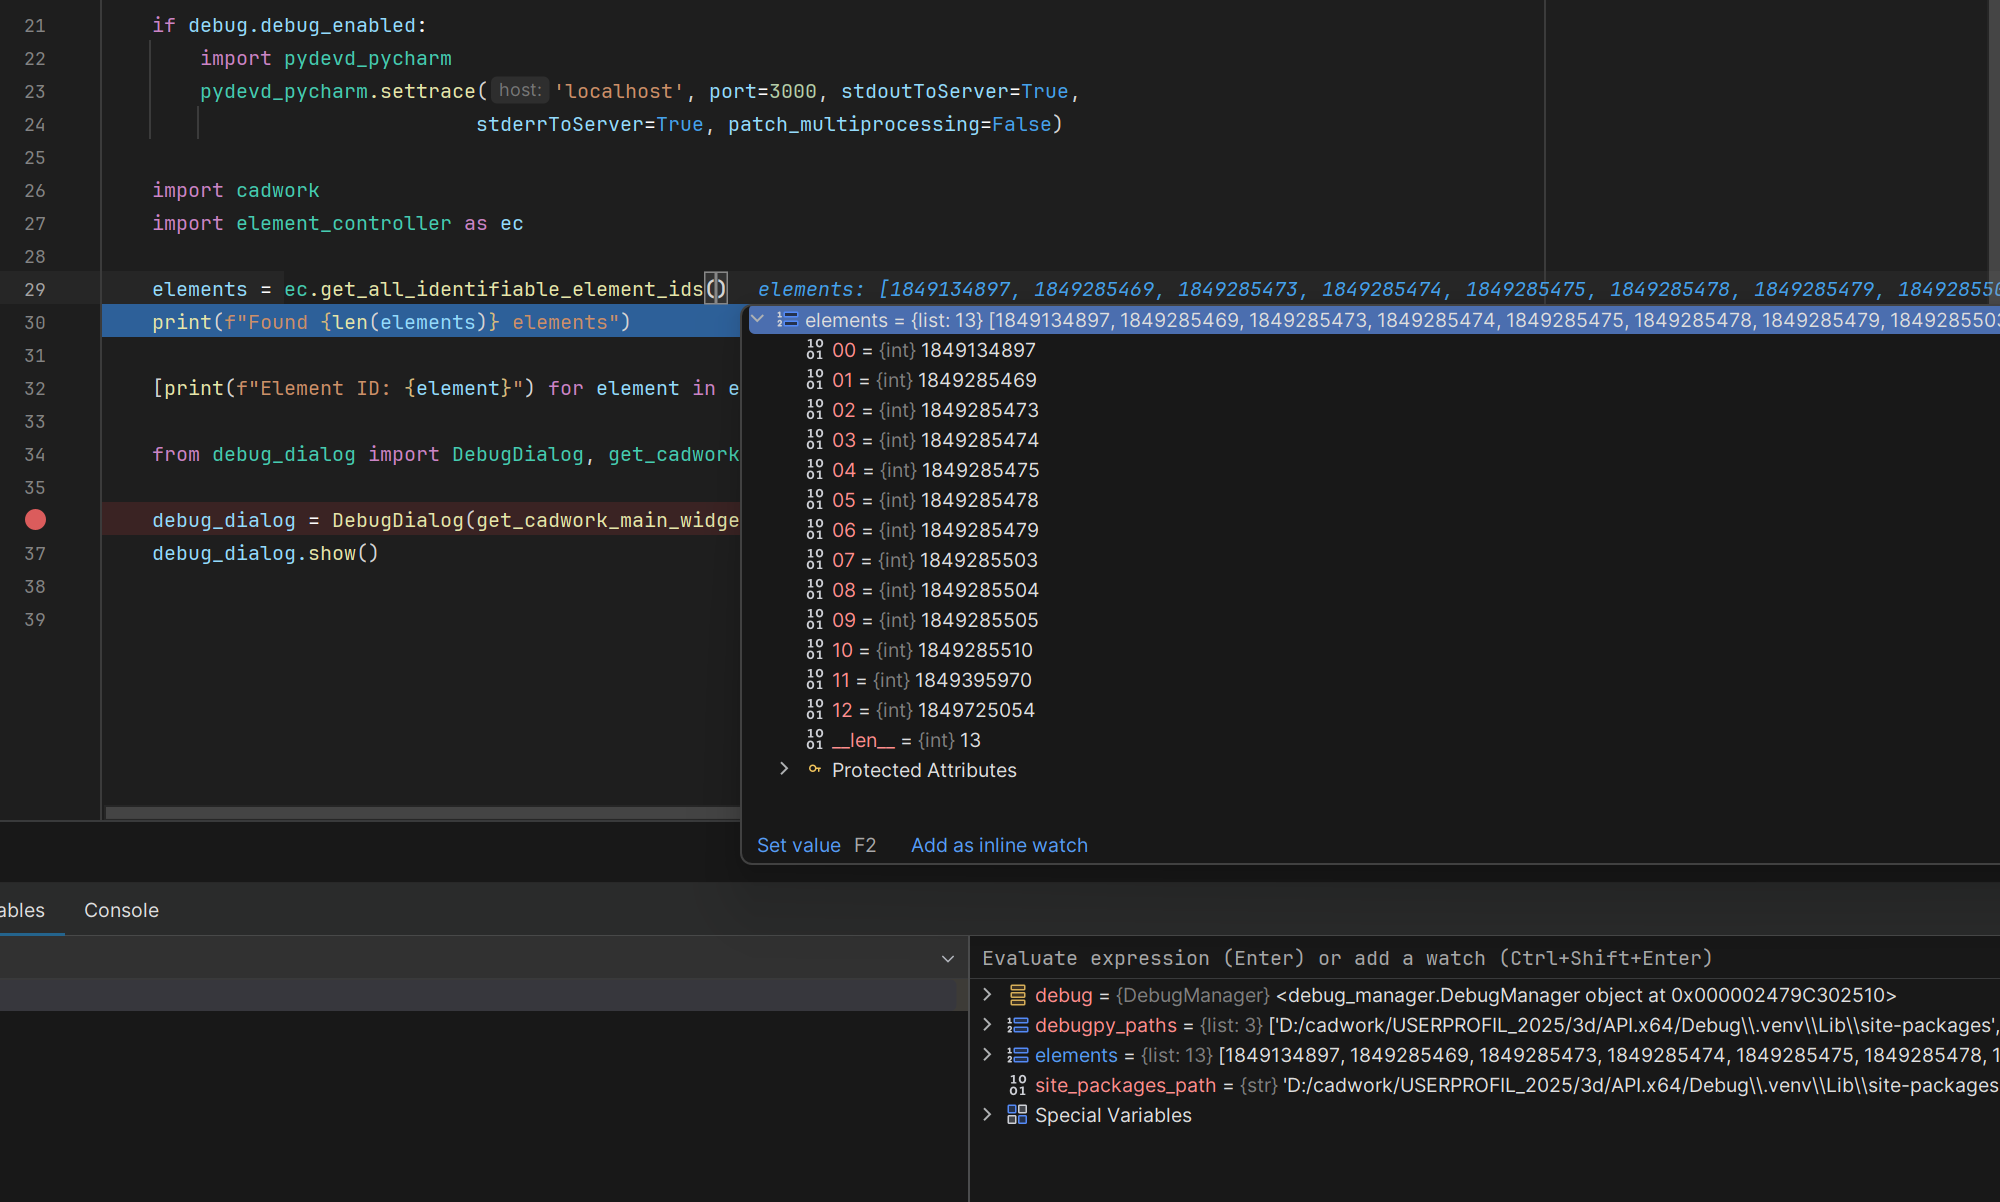 21 if debug.debug_enabled:
22 import pydevd_pycharm
23 pydevd_pycharm.settrace( host: 'localhost', port=3000, stdoutToServer=True,
24 stderrToServer=True, patch_multiprocessing=False)
25
26 import cadwork
27 import element_controller as ec
28
29 elements = ec.get_all_identifiable_element_ids() elements: [1849134897, 1849285469, 1849285473, 1849285474, 1849285475, 1849285478, 1849285479, 184928550
30 print(f"Found {len(elements)} elements")
elements = {list: 13} [1849134897, 1849285469, 1849285473, 1849285474, 1849285475, 1849285478, 1849285479, 1849285503
00 = {int} 1849134897
31
01 = {int} 1849285469
32 [print(f"Element ID: {element}") for element in e
02 = {int} 1849285473
33
03 = {int} 1849285474
34 from debug_dialog import DebugDialog, get_cadwork
04 = {int} 1849285475
35
05 = {int} 1849285478
debug_dialog = DebugDialog(get_cadwork_main_widge
06 = {int} 1849285479
37 debug_dialog.show()
07 = {int} 1849285503
38
08 = {int} 1849285504
39
09 = {int} 1849285505
10 = {int} 1849285510
11 = {int} 1849395970
12 = {int} 1849725054
__len__ = {int} 13
Protected Attributes
Set value F2 Add as inline watch
ables Console
Evaluate expression (Enter) or add a watch (Ctrl+Shift+Enter)
debug = {DebugManager} <debug_manager.DebugManager object at 0x000002479C302510>
debugpy_paths = {list: 3} ['D:/cadwork/USERPROFIL_2025/3d/API.x64/Debug\\.venv\\Lib\\site-packages',
elements = {list: 13} [1849134897, 1849285469, 1849285473, 1849285474, 1849285475, 1849285478, 1
site_packages_path = {str} 'D:/cadwork/USERPROFIL_2025/3d/API.x64/Debug\\.venv\\Lib\\site-packages
Special Variables